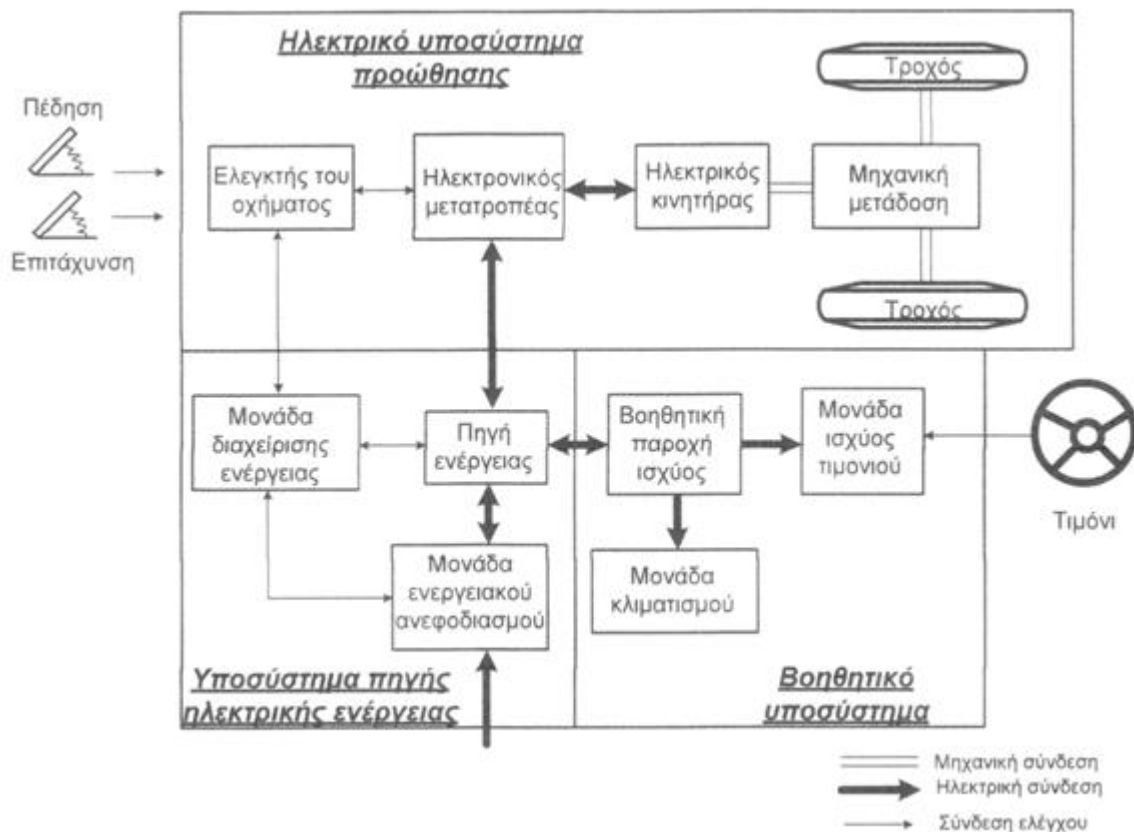 Ηλεκτρικό υποσύστημα
προώθησης
Τροχός
Πέδηση
Ελεγκτής του
οχήματος
Ηλεκτρονικός
μετατροπέας
Ηλεκτρικός
κινητήρας
Μηχανική
μετάδοση
Επιτάχυνση
Τροχός
Μονάδα
διαχείρισης
ενέργειας
Πηγή
ενέργειας
Βοηθητική
παροχή
ισχύος
Μονάδα
ισχύος
τιμονιού
Τιμόνι
Μονάδα
ενεργειακού
ανεφοδιασμού
Μονάδα
κλιματισμού
Υποσύστημα πηγής
ηλεκτρικής ενέργειας
Βοηθητικό
υποσύστημα
Μηχανική σύνδεση
Ηλεκτρική σύνδεση
Σύνδεση ελέγχου